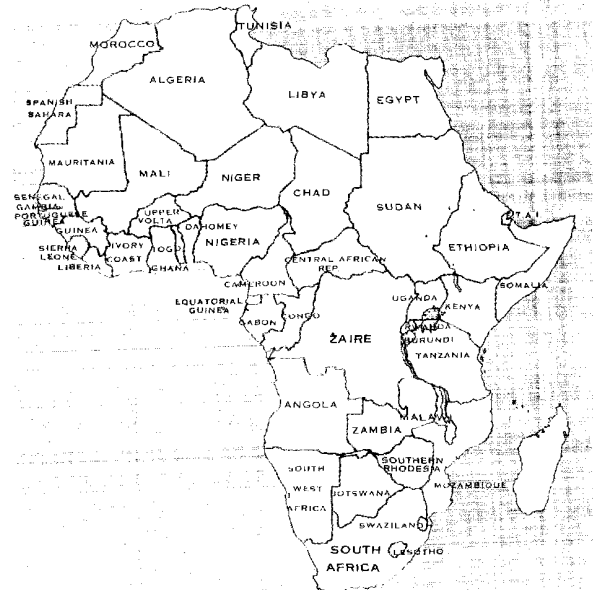 TUNISIA
MOROCCO
ALGERIA
LIBYA
EGYPT
SPANISH
SAHARA
MAURITANIA
MALI
NIGER
CHAD
SUDAN
SENEGAL
GAMBIA
PORTUGUESE
GUINEA
GUINEA
SIERRA
LEONE
LIBERIA
IVORY
COAST
UPPER
VOLTA
TOGO
GHANA
DAHOMEY
NIGERIA
T A I
ETHIOPIA
SOMALIA
CENTRAL AFRICAN
REP
CAMEROON
EQUATORIAL
GUINEA
GABON
CONGO
ZAIRE
UGANDA
KENYA
RWANDA
BURUNDI
TANZANIA
ANGOLA
ZAMBIA
MALAWI
SOUTHERN
RHODESIA
MOZAMBIQUE
SOUTH
WEST
AFRICA
BOTSWANA
SWAZILAND
LESOTHO
SOUTH
AFRICA